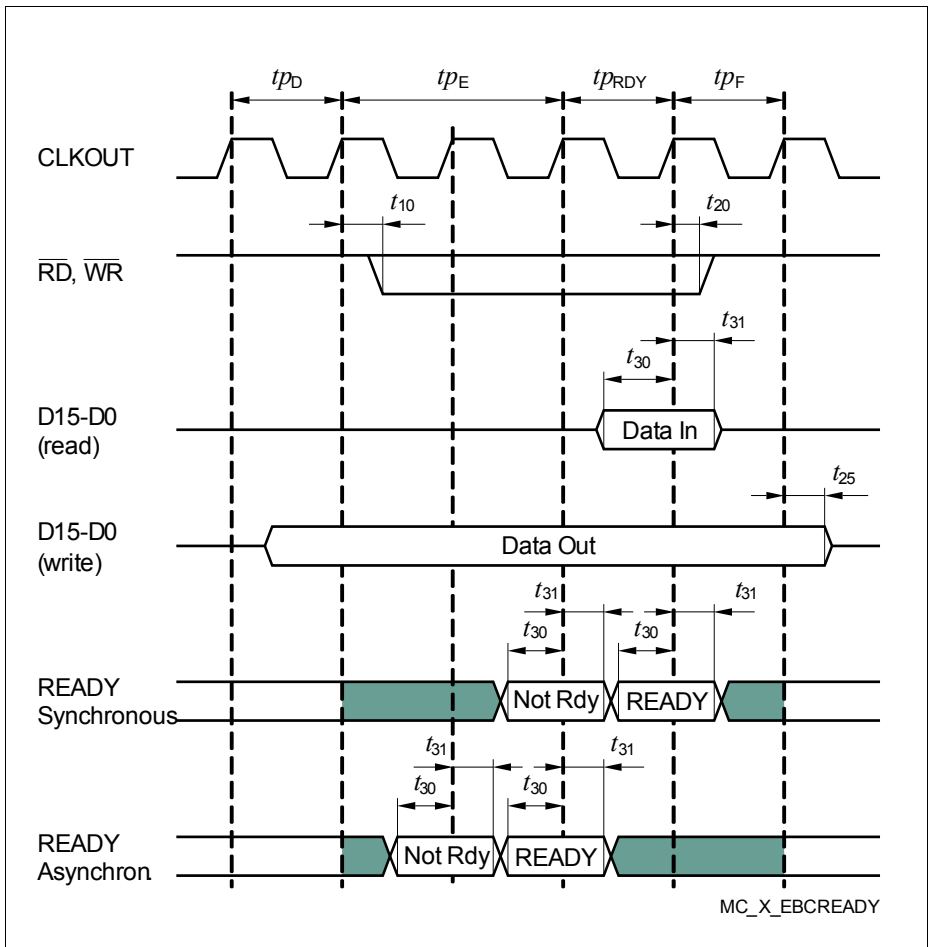 tpD tpE tpRDY tpF
CLKOUT
t10 t20
RD, WR
t31
t30
D15-D0
(read)
Data In
t25
D15-D0
(write)
Data Out
t31 t31
t30 t30
READY
Synchronous
Not Rdy READY
t31 t31
t30 t30
READY
Asynchron.
Not Rdy READY
MC_X_EBCREADY